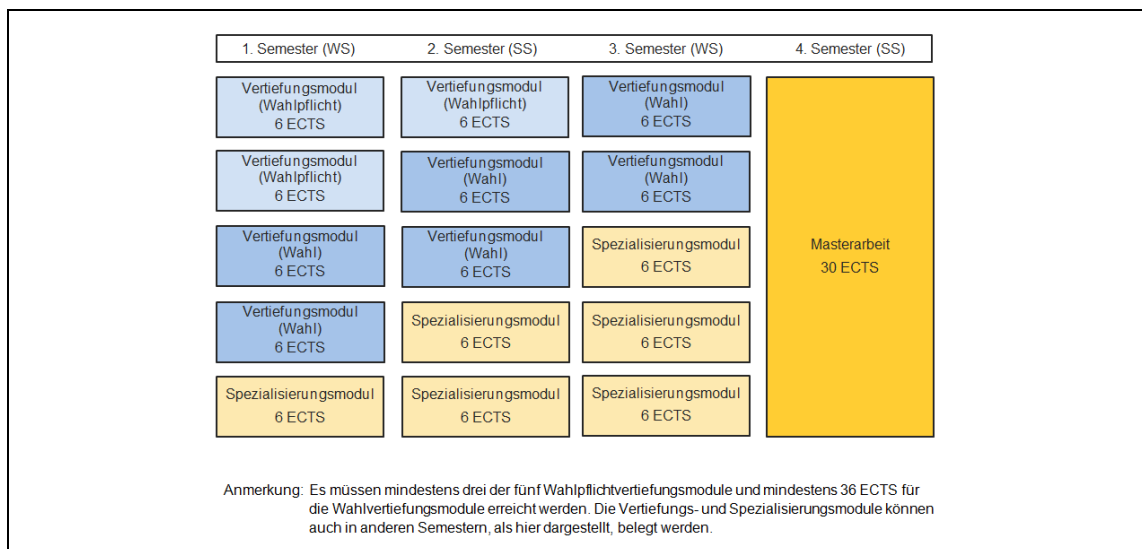 1. Semester (WS)
2. Semester (SS)
3. Semester (WS)
4. Semester (SS)
Vertiefungsmodul
(Wahlpflicht)
6 ECTS
Vertiefungsmodul
(Wahlpflicht)
6 ECTS
Vertiefungsmodul
(Wahl)
6 ECTS
Vertiefungsmodul
(Wahlpflicht)
6 ECTS
Vertiefungsmodul
(Wahl)
6 ECTS
Vertiefungsmodul
(Wahl)
6 ECTS
Vertiefungsmodul
(Wahl)
6 ECTS
Vertiefungsmodul
(Wahl)
6 ECTS
Spezialisierungsmodul
6 ECTS
Masterarbeit
30 ECTS
Vertiefungsmodul
(Wahl)
6 ECTS
Spezialisierungsmodul
6 ECTS
Spezialisierungsmodul
6 ECTS
Spezialisierungsmodul
6 ECTS
Spezialisierungsmodul
6 ECTS
Spezialisierungsmodul
6 ECTS
Anmerkung: Es müssen mindestens drei der fünf Wahlpflichtvertiefungsmodule und mindestens 36 ECTS für
die Wahlvertiefungsmodule erreicht werden. Die Vertiefungs- und Spezialisierungsmodule können
auch in anderen Semestern, als hier dargestellt, belegt werden.